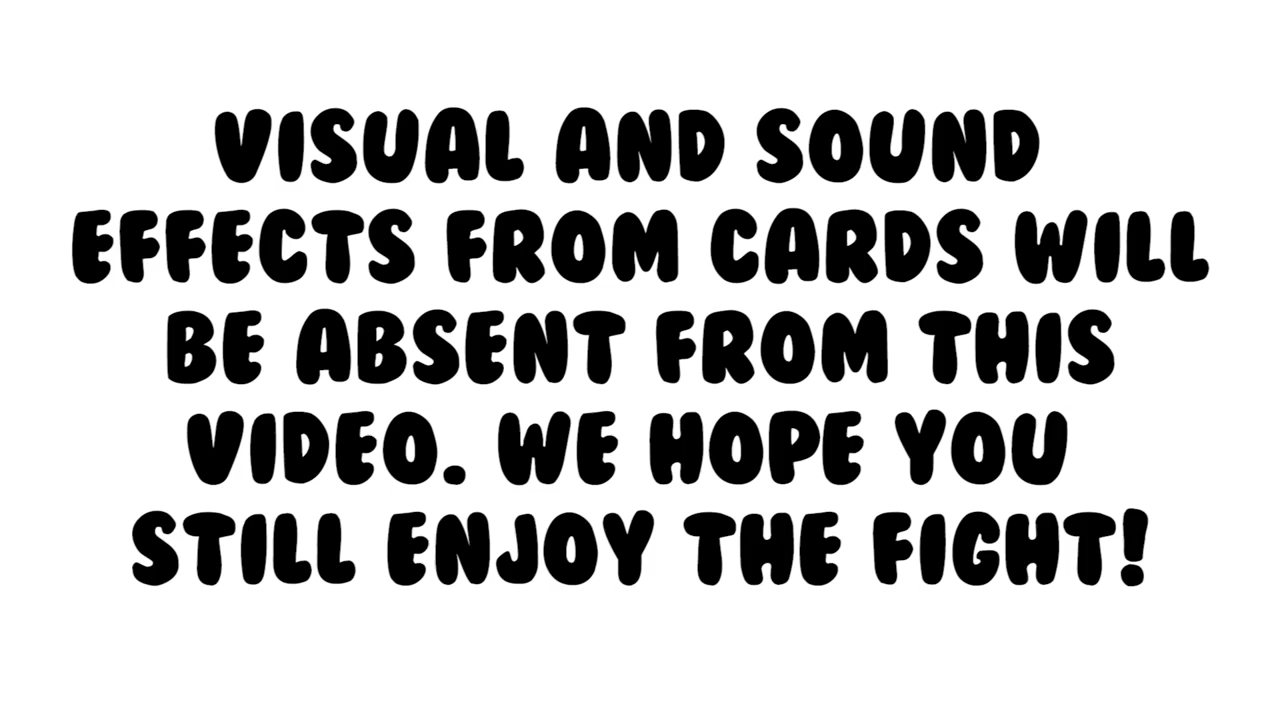 VISUAL AND SOUND
EFFECTS FROM CARDS WILL
BE ABSENT FROM THIS
VIDEO. WE HOPE YOU
STILL ENJOY THE FIGHT!